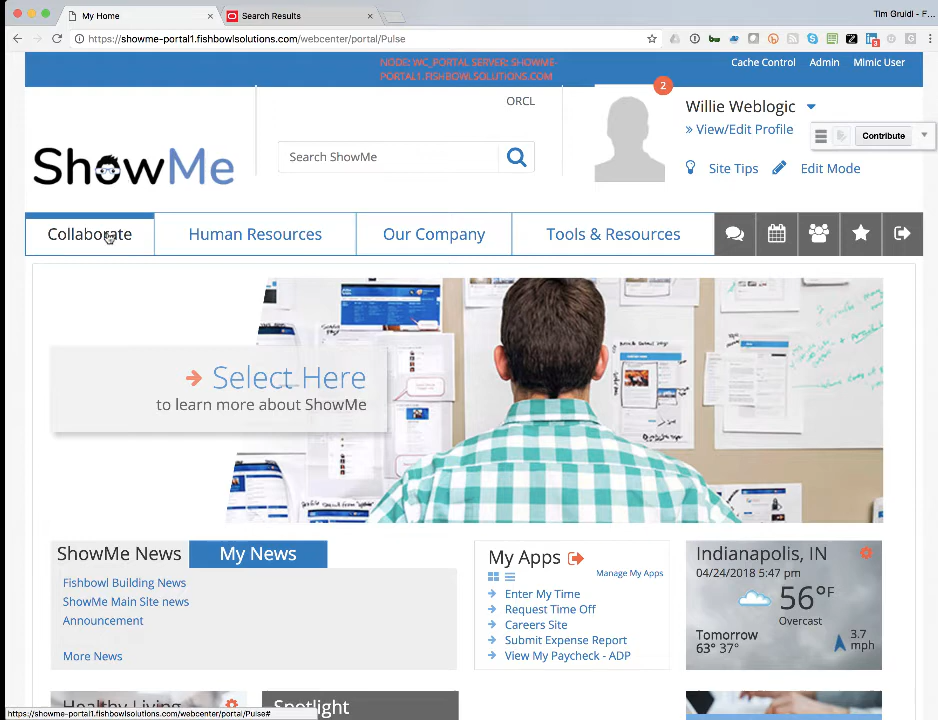 My Home
Search Results
Tim Gruidl - F...
https://showme-portal1.fishbowlsolutions.com/webcenter/portal/Pulse
NODE: WC_PORTAL SERVER: SHOWME-
PORTAL1.FISHBOWLSOLUTIONS.COM
Cache Control
Admin
Mimic User
ORCL
2
Willie Weblogic
» View/Edit Profile
Contribute
ShowMe
Search ShowMe
Site Tips
Edit Mode
Collaborate
Human Resources
Our Company
Tools & Resources
Select Here
to learn more about ShowMe
ShowMe News
My News
Fishbowl Building News
ShowMe Main Site news
Announcement
More News
My Apps
Manage My Apps
Enter My Time
Request Time Off
Careers Site
Submit Expense Report
View My Paycheck - ADP
Indianapolis, IN
04/24/2018 5:47 pm
56°F
Overcast
Tomorrow
63° 37°
3.7
mph
Healthy Living
Spotlight
https://showme-portal1.fishbowlsolutions.com/webcenter/portal/Pulse#